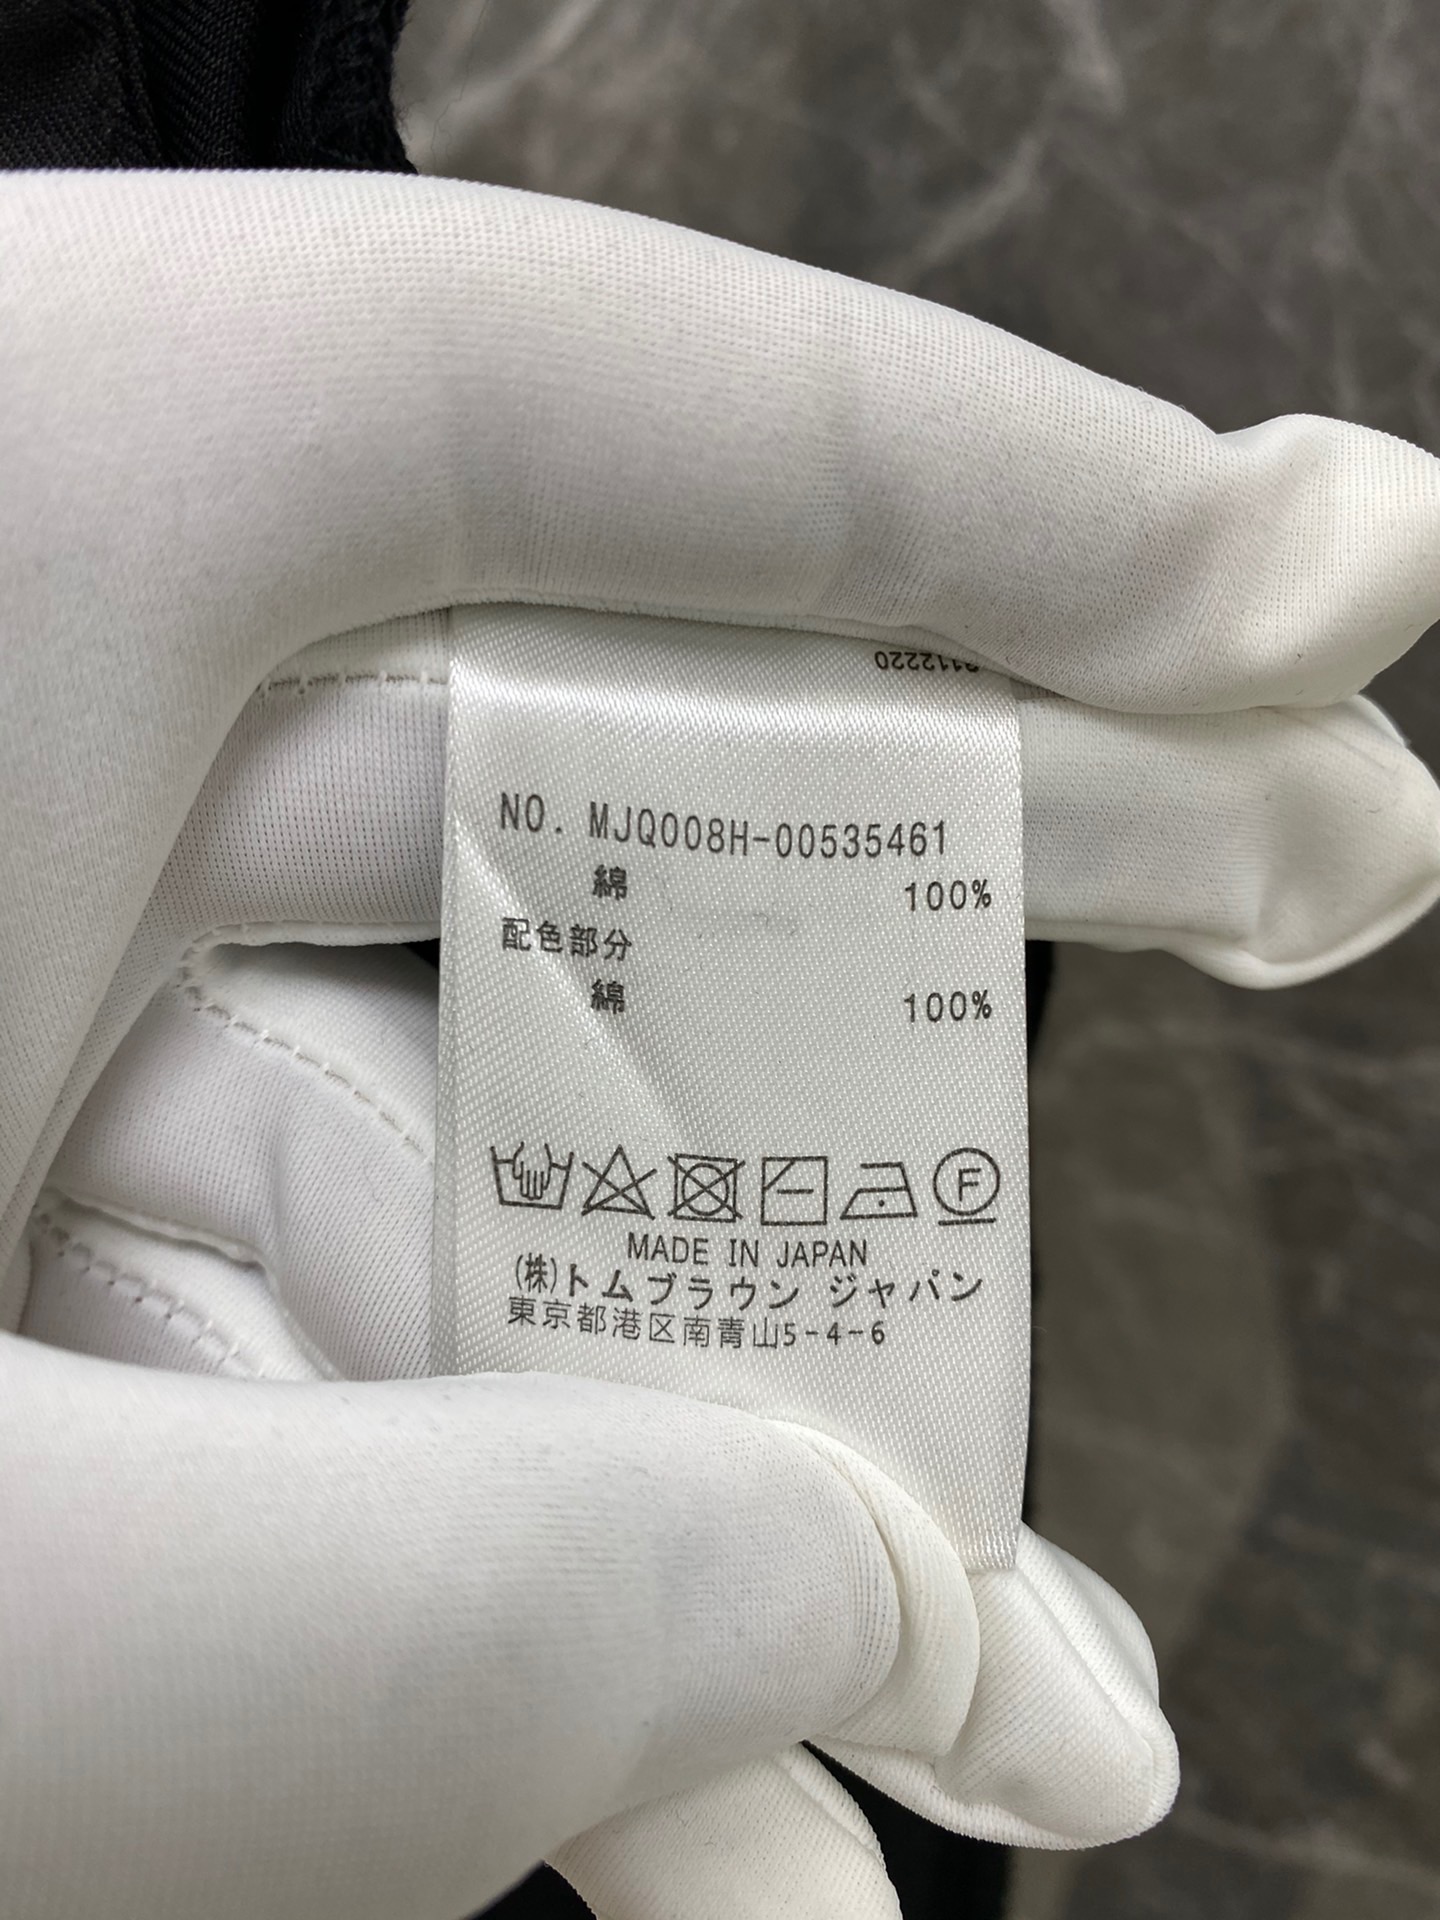 NO. MJQ008H-00535461
綿 100%
配色部分
綿 100%
F
MADE IN JAPAN
(株)トムブラウン ジャパン
東京都港区南青山5-4-6